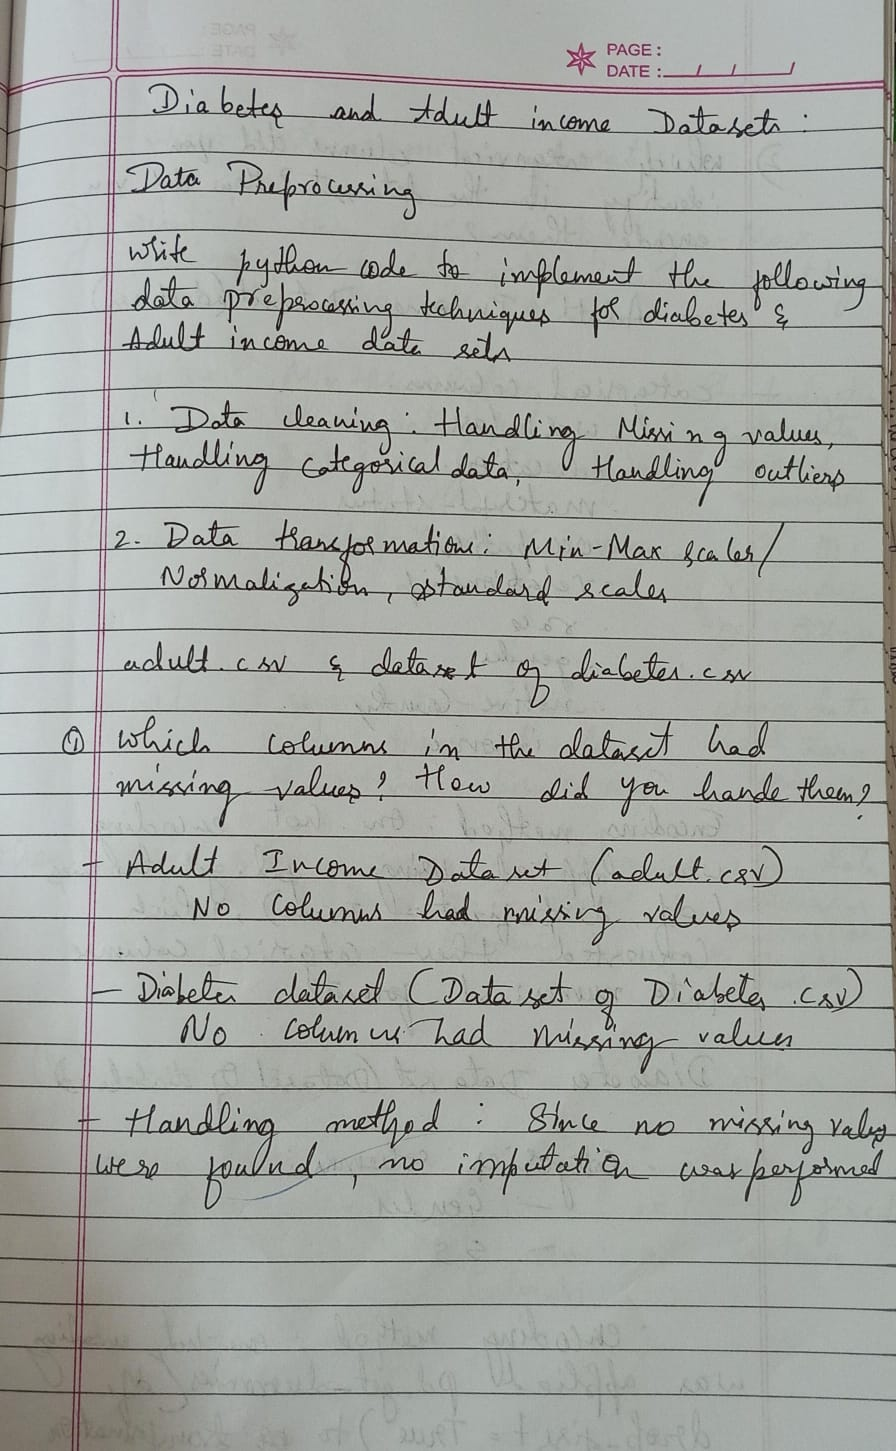 PAGE :
DATE :
Diabetes and Adult income Datasets :
Data Preprocessing
write python code to implement the following
data preprocessing techniques for diabetes &
Adult income data sets
1. Data cleaning : Handling Missing values,
Handling categorical data, Handling outliers
2. Data transformation: Min-Max scaler/
Normalization, standard scaler
adult.csv & dataset of diabetes.csv
① Which columns in the dataset had
missing values? How did you hande them?
- Adult Income Dataset (adult.csv)
No columns had missing values
- Diabetes dataset (Dataset of Diabetes .csv)
No columns had missing values
- Handling method : Since no missing values
were found, no imputation was performed